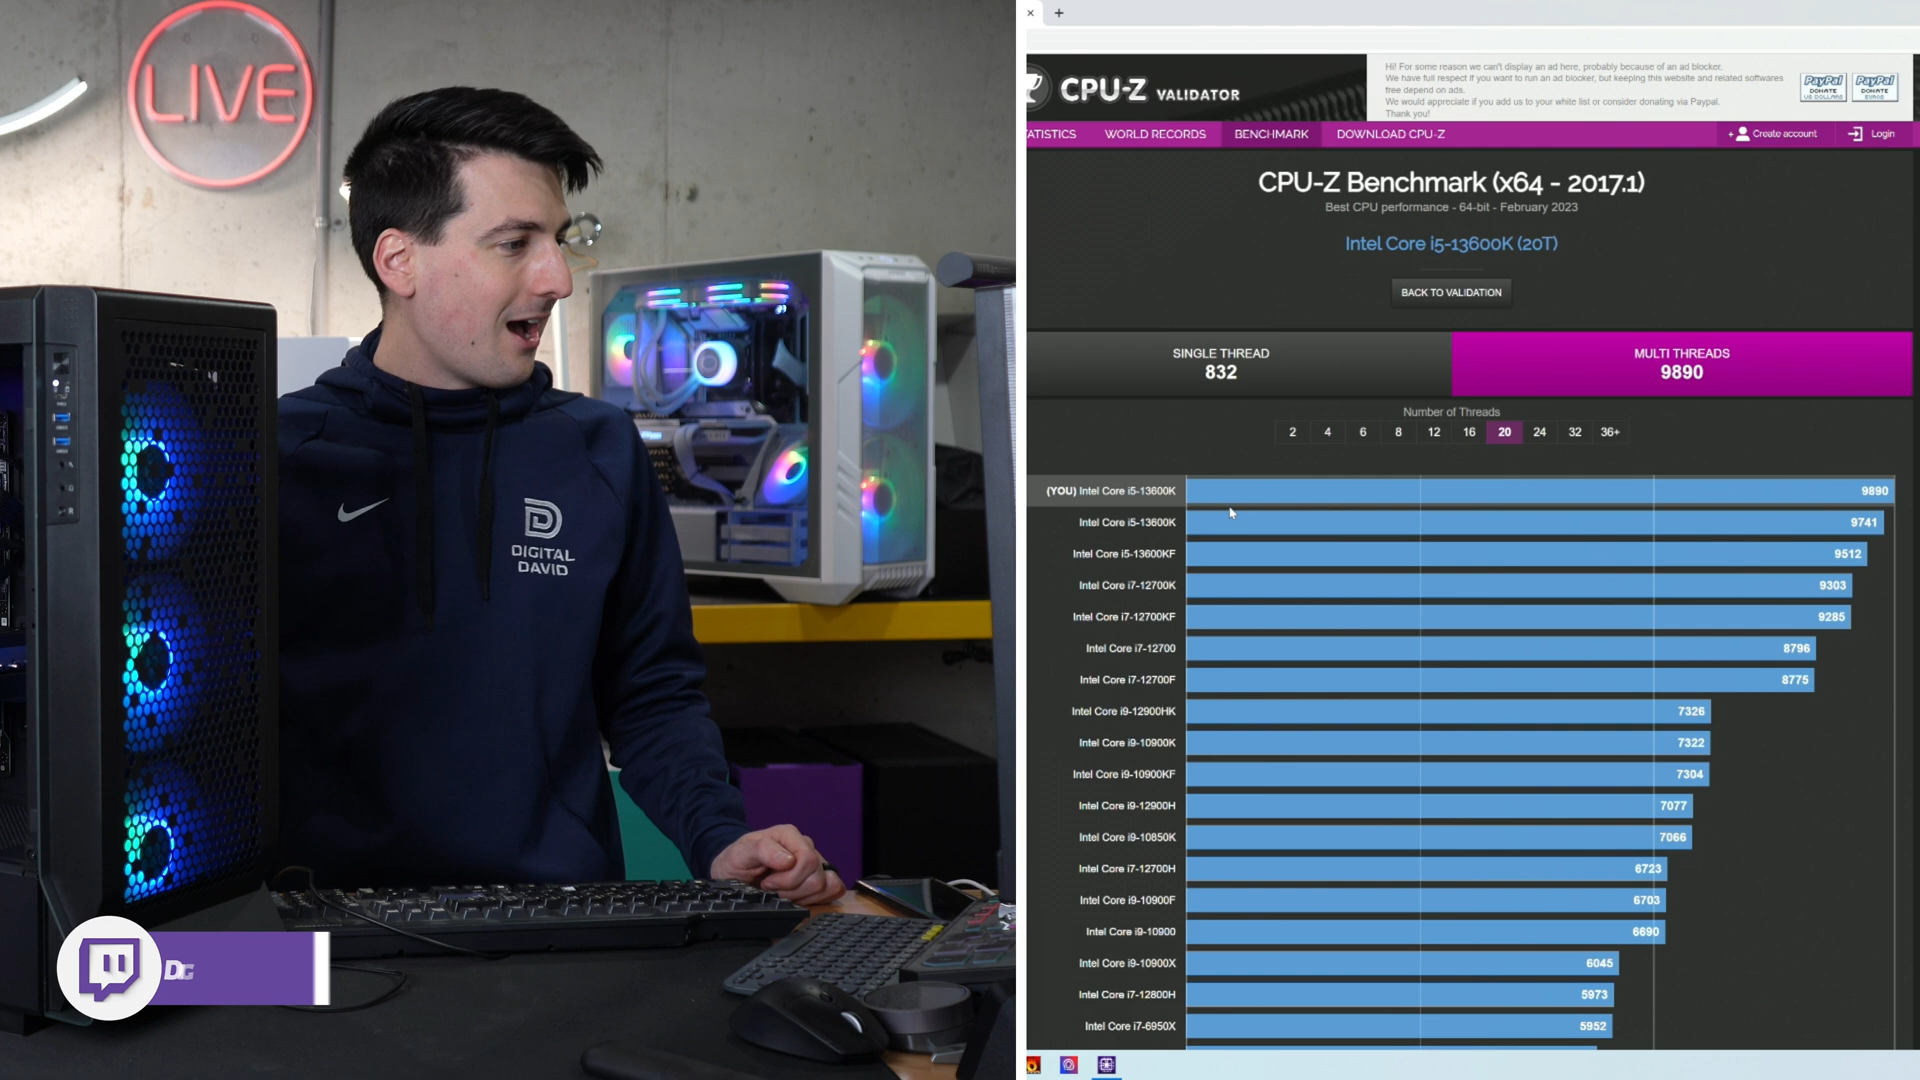 LIVE
DIGITAL
DAVID
DG
CPU-Z VALIDATOR
Hi! For some reason we can't display an ad here, probably because of an ad blocker.
We have full respect if you want to run an ad blocker, but keeping this website and related softwares
free depend on ads.
We would appreciate if you add us to your white list or consider donating via Paypal.
Thank you!
PayPal
DONATE
US DOLLARS
PayPal
DONATE
EUROS
ATISTICS WORLD RECORDS BENCHMARK DOWNLOAD CPU-Z + Create account Login
CPU-Z Benchmark (x64 - 2017.1)
Best CPU performance - 64-bit - February 2023
Intel Core i5-13600K (20T)
BACK TO VALIDATION
SINGLE THREAD
832
MULTI THREADS
9890
Number of Threads
2 4 6 8 12 16 20 24 32 36+
(YOU) Intel Core i5-13600K 9890
Intel Core i5-13600K 9741
Intel Core i5-13600KF 9512
Intel Core i7-12700K 9303
Intel Core i7-12700KF 9285
Intel Core i7-12700 8796
Intel Core i7-12700F 8775
Intel Core i9-12900HK 7326
Intel Core i9-10900K 7322
Intel Core i9-10900KF 7304
Intel Core i9-12900H 7077
Intel Core i9-10850K 7066
Intel Core i7-12700H 6723
Intel Core i9-10900F 6703
Intel Core i9-10900 6690
Intel Core i9-10900X 6045
Intel Core i7-12800H 5973
Intel Core i7-6950X 5952